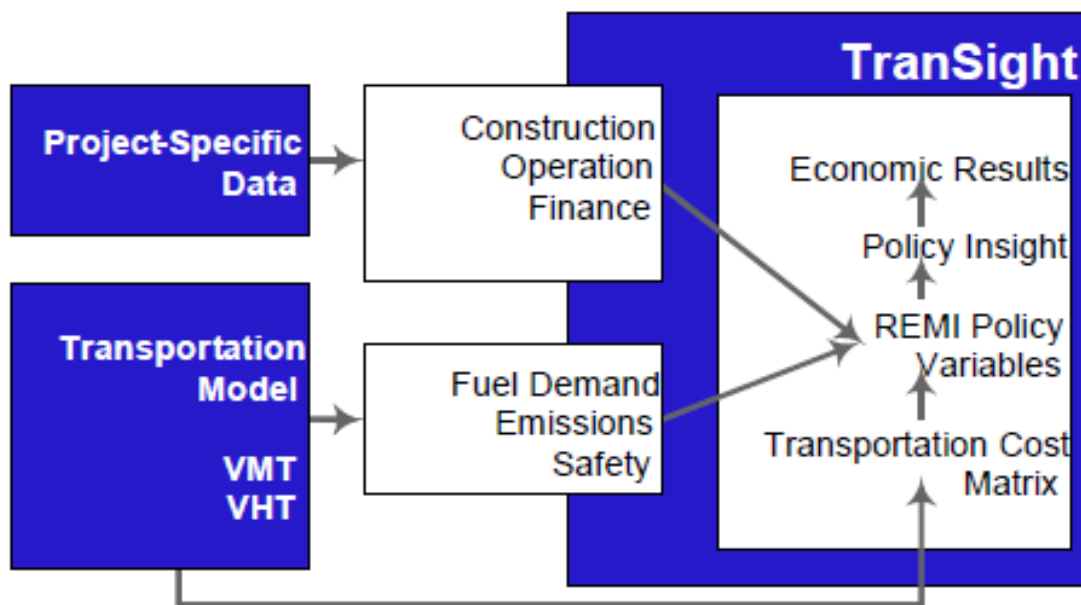 TranSight
Project-Specific
Data
Construction
Operation
Finance
Economic Results
Policy Insight
REMI Policy
Variables
Transportation Cost
Matrix
Transportation
Model
VMT
VHT
Fuel Demand
Emissions
Safety